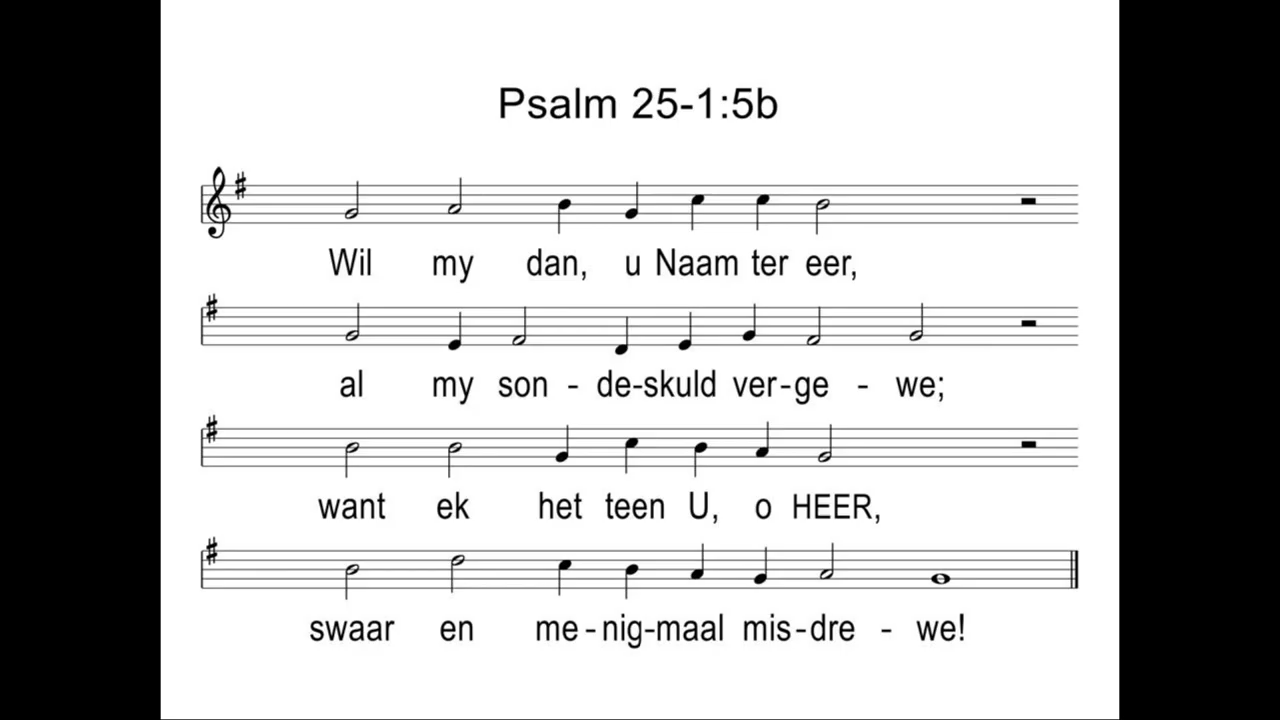 Psalm 25-1:5b
Wil my dan, u Naam ter eer,
al my son - de-skuld ver-ge - we;
want ek het teen U, o HEER,
swaar en me-nig-maal mis-dre - we!